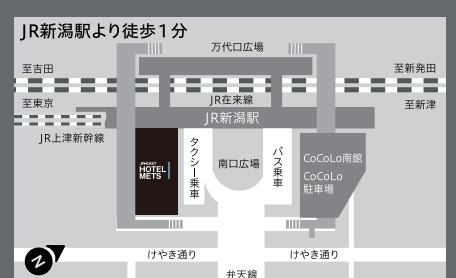 JR新潟駅より徒歩1分
万代口広場
至吉田
至新発田
至東京
JR在来線
至新津
JR新潟駅
JR上津新幹線
タクシー乗車
南口広場
バス乗車
CoCoLo南館
CoCoLo
駐車場
JR-EAST
HOTEL
METS
けやき通り
けやき通り
弁天線
N